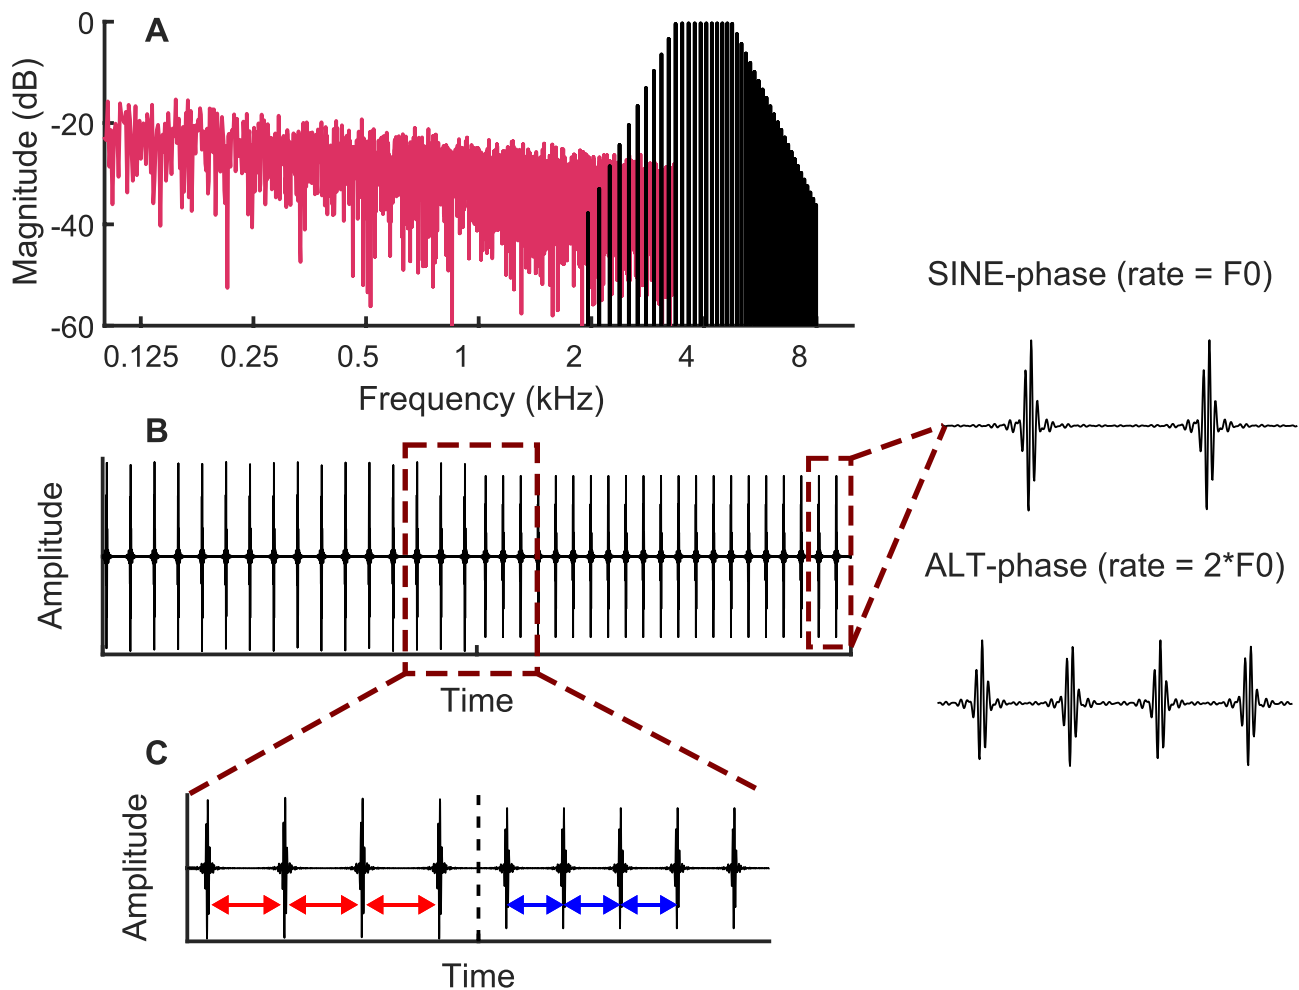 A
Magnitude (dB)
0
-20
-40
-60
0.125 0.25 0.5 1 2 4 8
Frequency (kHz)
SINE-phase (rate = F0)
B
Amplitude
Time
ALT-phase (rate = 2*F0)
C
Amplitude
Time